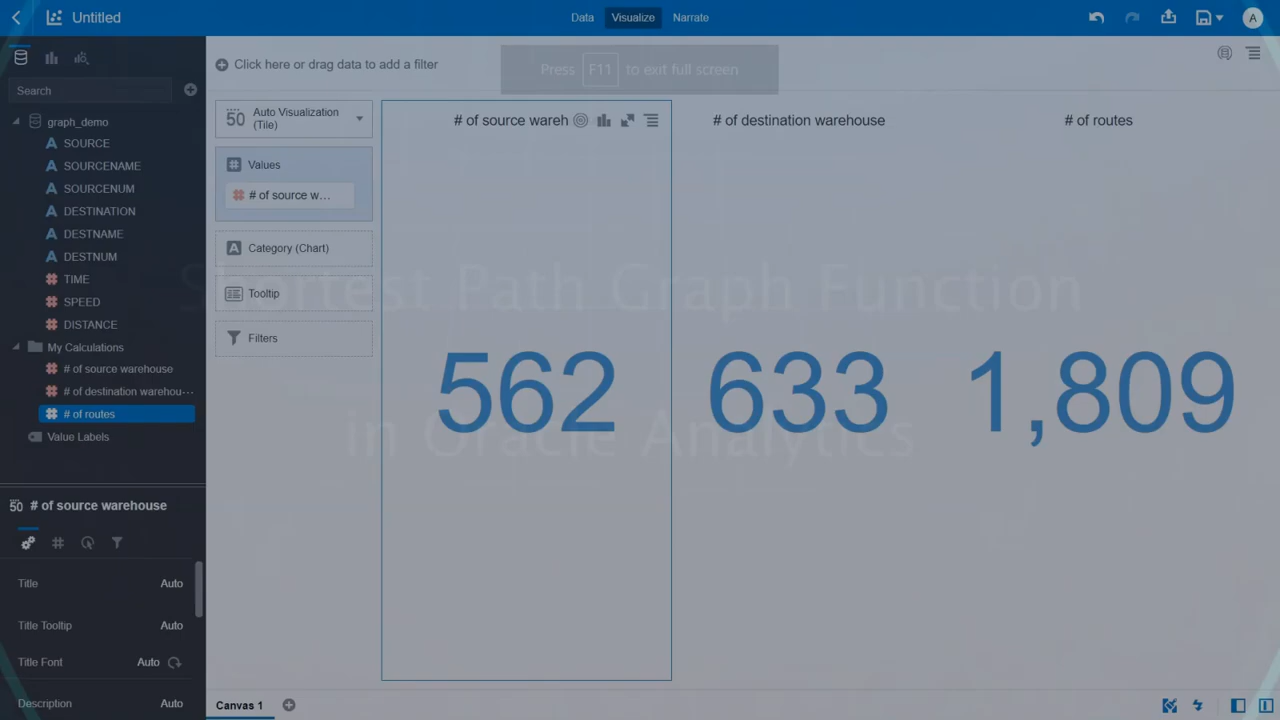 Untitled
Data Visualize Narrate
A
Click here or drag data to add a filter
Press F11 to exit full screen
Search
graph_demo
A SOURCE
A SOURCENAME
A SOURCENUM
A DESTINATION
A DESTNAME
A DESTNUM
TIME
SPEED
DISTANCE
My Calculations
# of source warehouse
# of destination warehou···
# of routes
Value Labels
50 Auto Visualization
(Tile)
Values
# of source w…
A Category (Chart)
Tooltip
Filters
# of source wareh
# of destination warehouse
# of routes
562
633
1,809
Shortest Path Graph Function
in Oracle Analytics
50 # of source warehouse
Title Auto
Title Tooltip Auto
Title Font Auto
Description Auto
Canvas 1